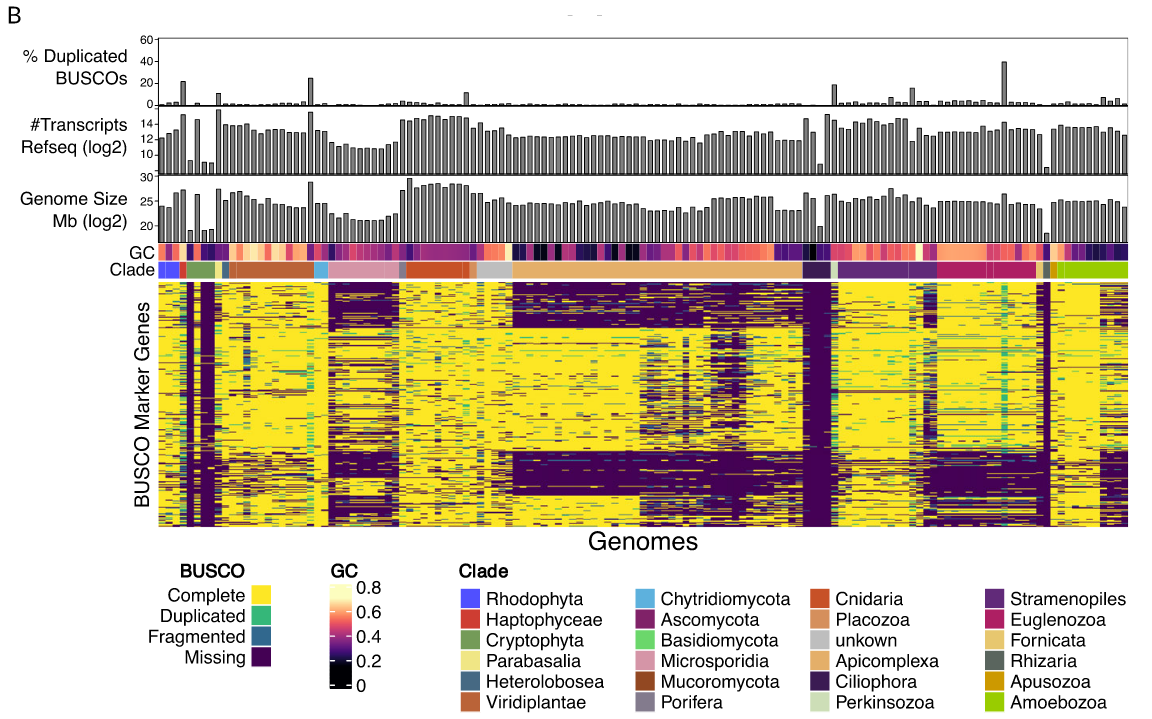 B
% Duplicated
BUSCOs
60
40
20
0
#Transcripts
Refseq (log2)
14
12
10
Genome Size
Mb (log2)
30
25
20
GC
Clade
BUSCO Marker Genes
Genomes
BUSCO
Complete
Duplicated
Fragmented
Missing
GC
0.8
0.6
0.4
0.2
0
Clade
Rhodophyta
Haptophyceae
Cryptophyta
Parabasalia
Heterolobosea
Viridiplantae
Chytridiomycota
Ascomycota
Basidiomycota
Microsporidia
Mucoromycota
Porifera
Cnidaria
Placozoa
unkown
Apicomplexa
Ciliophora
Perkinsozoa
Stramenopiles
Euglenozoa
Fornicata
Rhizaria
Apusozoa
Amoebozoa